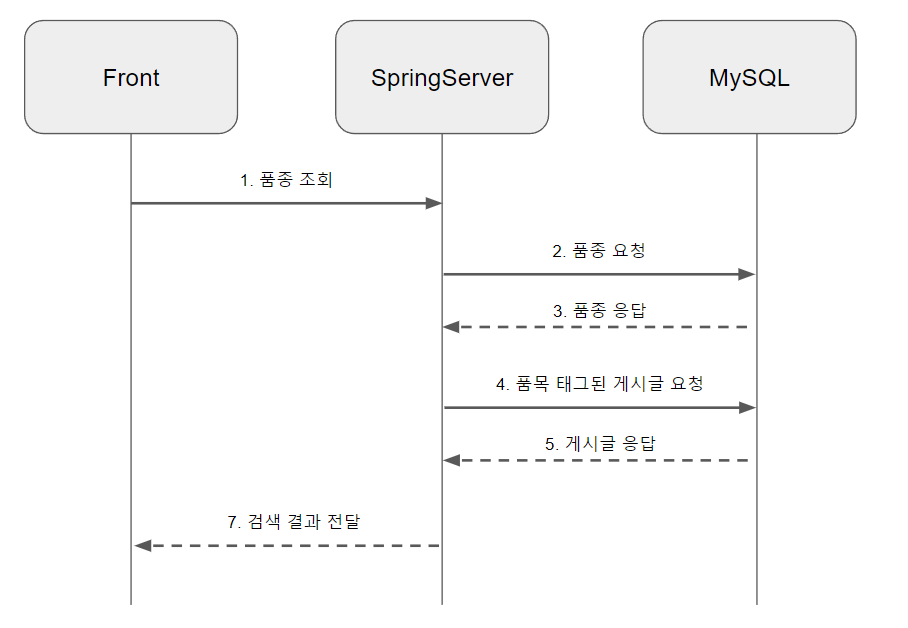 Front
SpringServer
MySQL
1. 품종 조회
2. 품종 요청
3. 품종 응답
4. 품목 태그된 게시글 요청
5. 게시글 응답
7. 검색 결과 전달